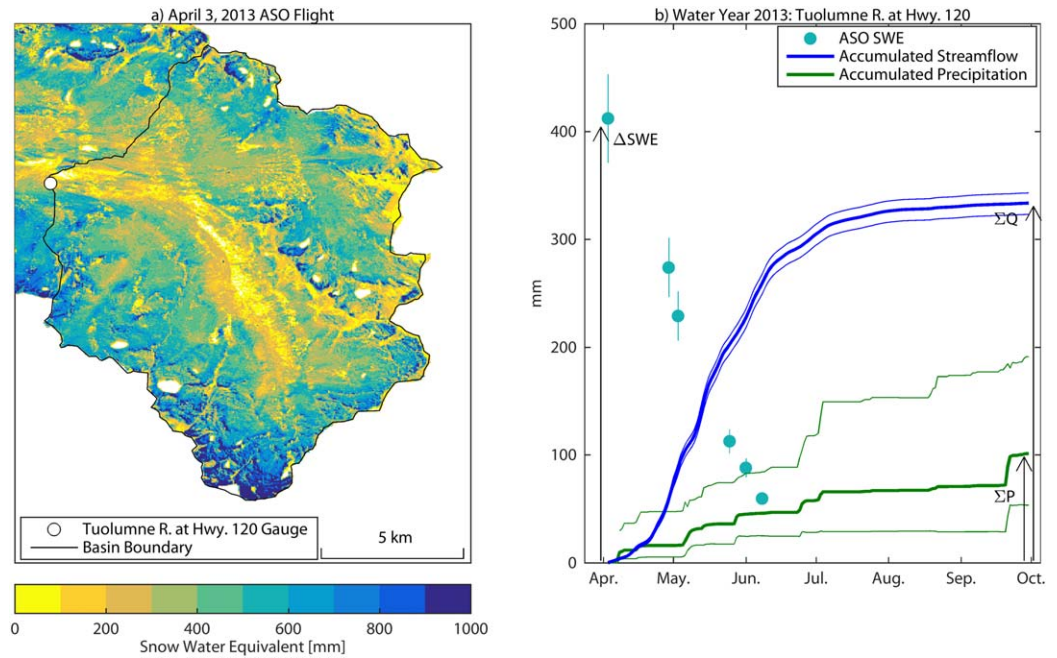 a) April 3, 2013 ASO Flight
Tuolumne R. at Hwy. 120 Gauge
Basin Boundary
5 km
0 200 400 600 800 1000
Snow Water Equivalent [mm]
b) Water Year 2013: Tuolumne R. at Hwy. 120
ASO SWE
Accumulated Streamflow
Accumulated Precipitation
500
400
300
200
100
0
mm
ΔSWE
ΣQ
ΣP
Apr. May. Jun. Jul. Aug. Sep. Oct.